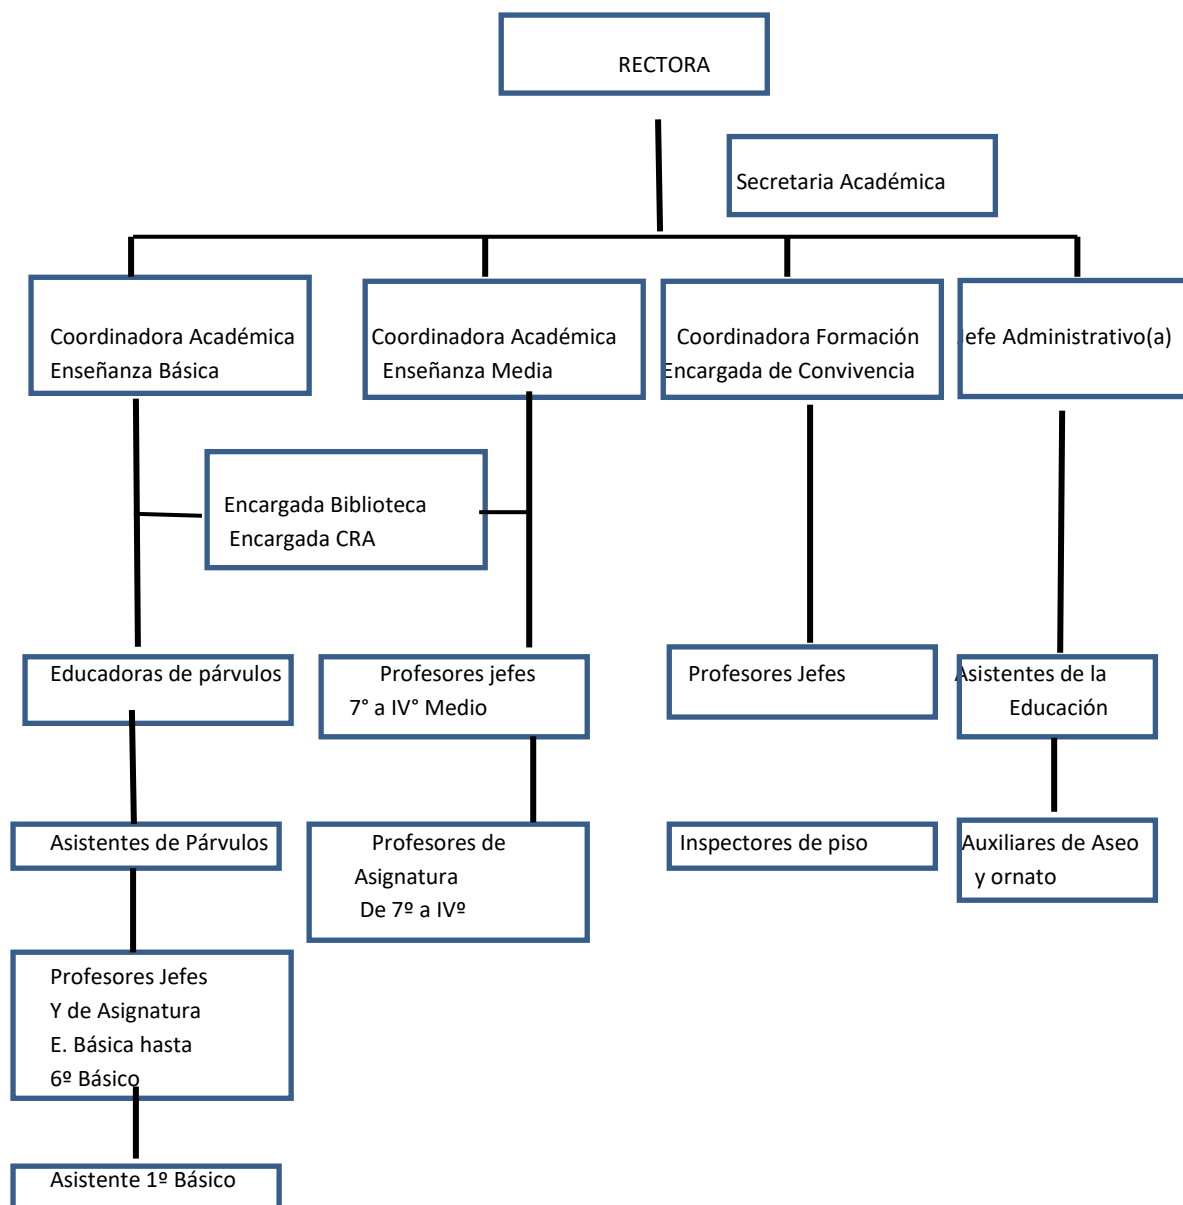 RECTORA
Secretaria Académica
Coordinadora Académica
Enseñanza Básica
Coordinadora Académica
Enseñanza Media
Coordinadora Formación
Encargada de Convivencia
Jefe Administrativo(a)
Encargada Biblioteca
Encargada CRA
Educadoras de párvulos
Profesores jefes
7° a IV° Medio
Profesores Jefes
Asistentes de la
Educación
Asistentes de Párvulos
Profesores de
Asignatura
De 7º a IVº
Inspectores de piso
Auxiliares de Aseo
y ornato
Profesores Jefes
Y de Asignatura
E. Básica hasta
6º Básico
Asistente 1º Básico